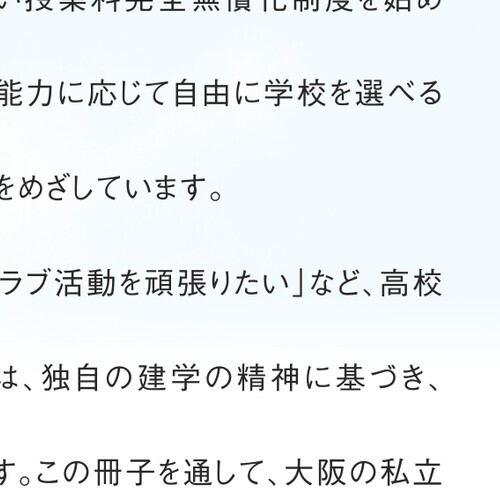 い授業料完全無償化制度を始め
能力に応じて自由に学校を選べる
をめざしています。
ラブ活動を頑張りたい」など、高校
は、独自の建学の精神に基づき、
す。この冊子を通して、大阪の私立